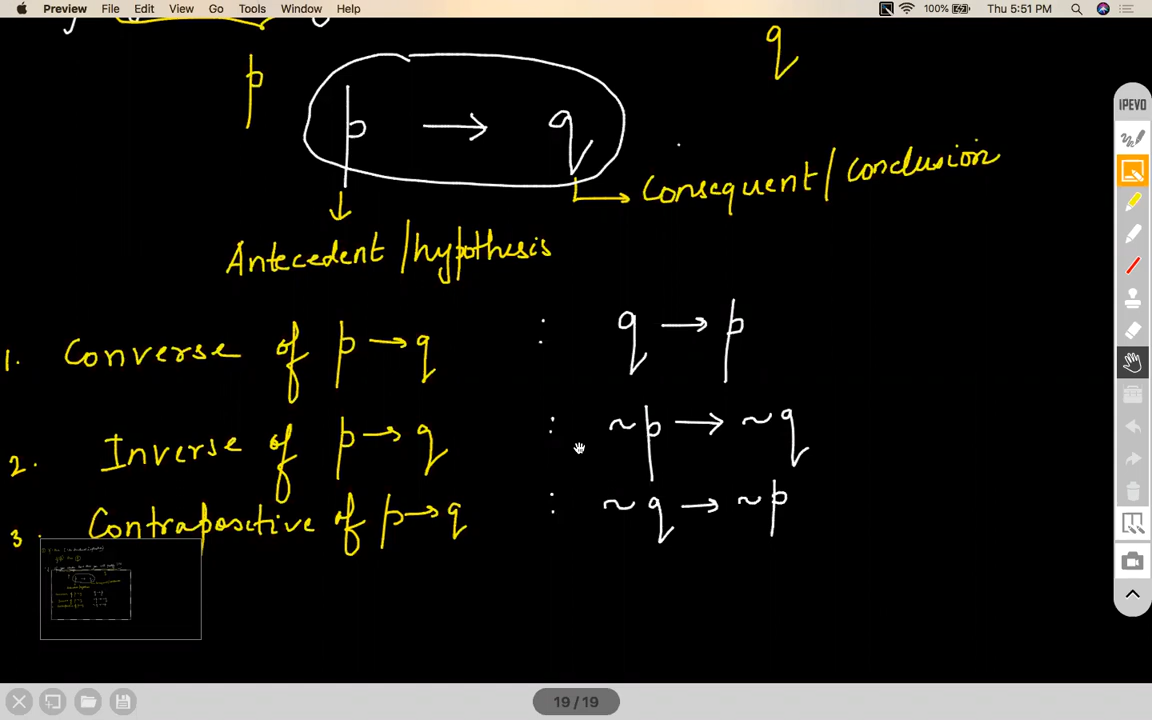 Preview File Edit View Go Tools Window Help 100% Thu 5:51 PM
q
p
p → q
Consequent/conclusion
Antecedent/hypothesis
IPEVO
1. Converse of p → q : q → p
2. Inverse of p → q : ~p → ~q
3. Contrapositive of p → q : ~q → ~p
19 / 19